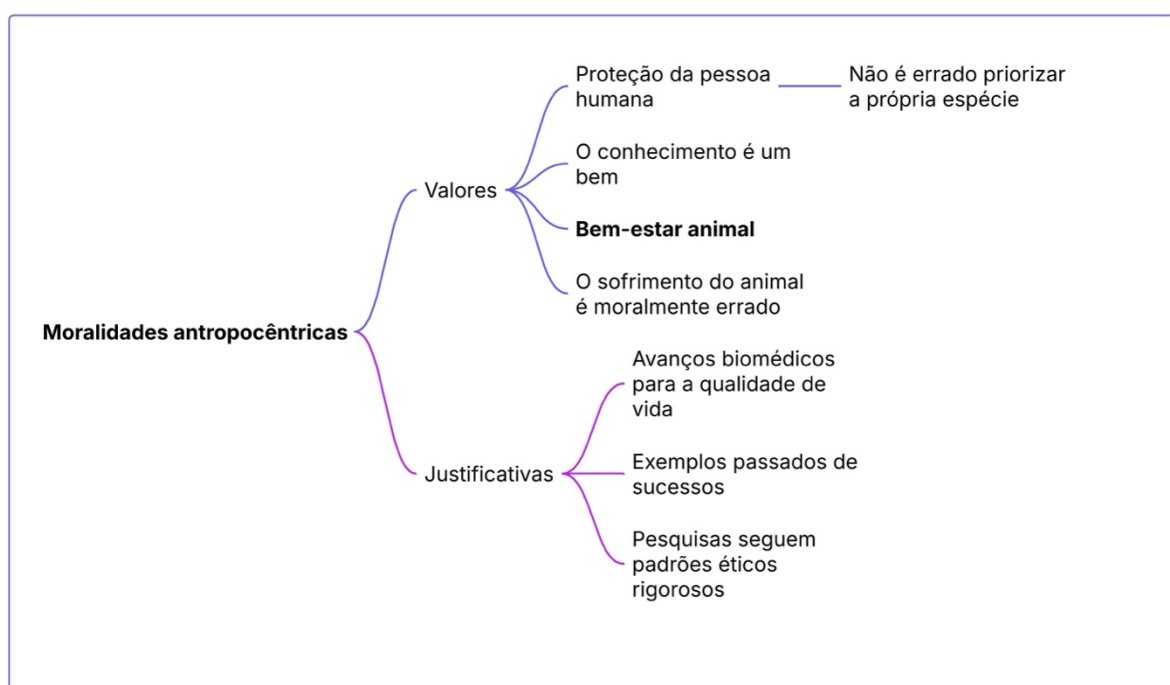 Moralidades antropocêntricas
Valores
Proteção da pessoa
humana
Não é errado priorizar
a própria espécie
O conhecimento é um
bem
Bem-estar animal
O sofrimento do animal
é moralmente errado
Justificativas
Avanços biomédicos
para a qualidade de
vida
Exemplos passados de
sucessos
Pesquisas seguem
padrões éticos
rigorosos